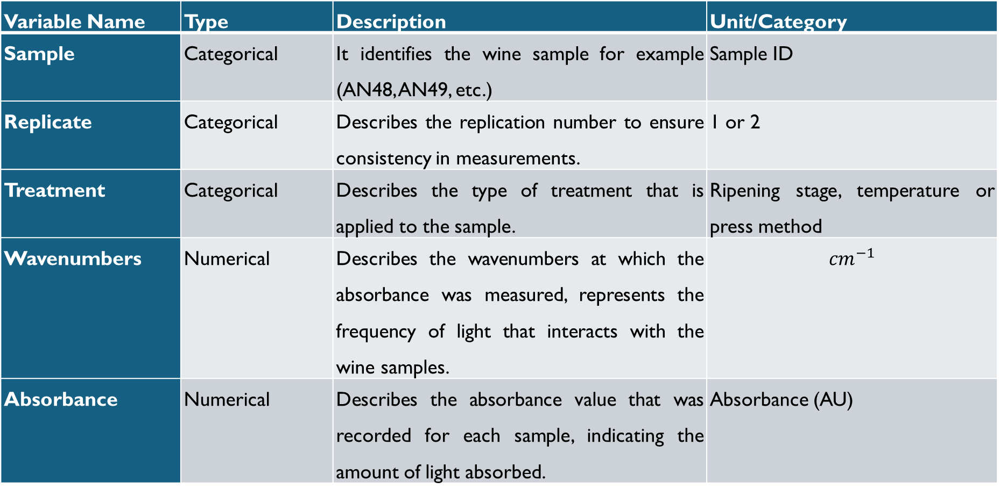 Variable Name Type Description Unit/Category
Sample Categorical It identifies the wine sample for example Sample ID
(AN48, AN49, etc.)
Replicate Categorical Describes the replication number to ensure 1 or 2
consistency in measurements.
Treatment Categorical Describes the type of treatment that is Ripening stage, temperature or
applied to the sample. press method
Wavenumbers Numerical Describes the wavenumbers at which the cm⁻¹
absorbance was measured, represents the
frequency of light that interacts with the
wine samples.
Absorbance Numerical Describes the absorbance value that was Absorbance (AU)
recorded for each sample, indicating the
amount of light absorbed.